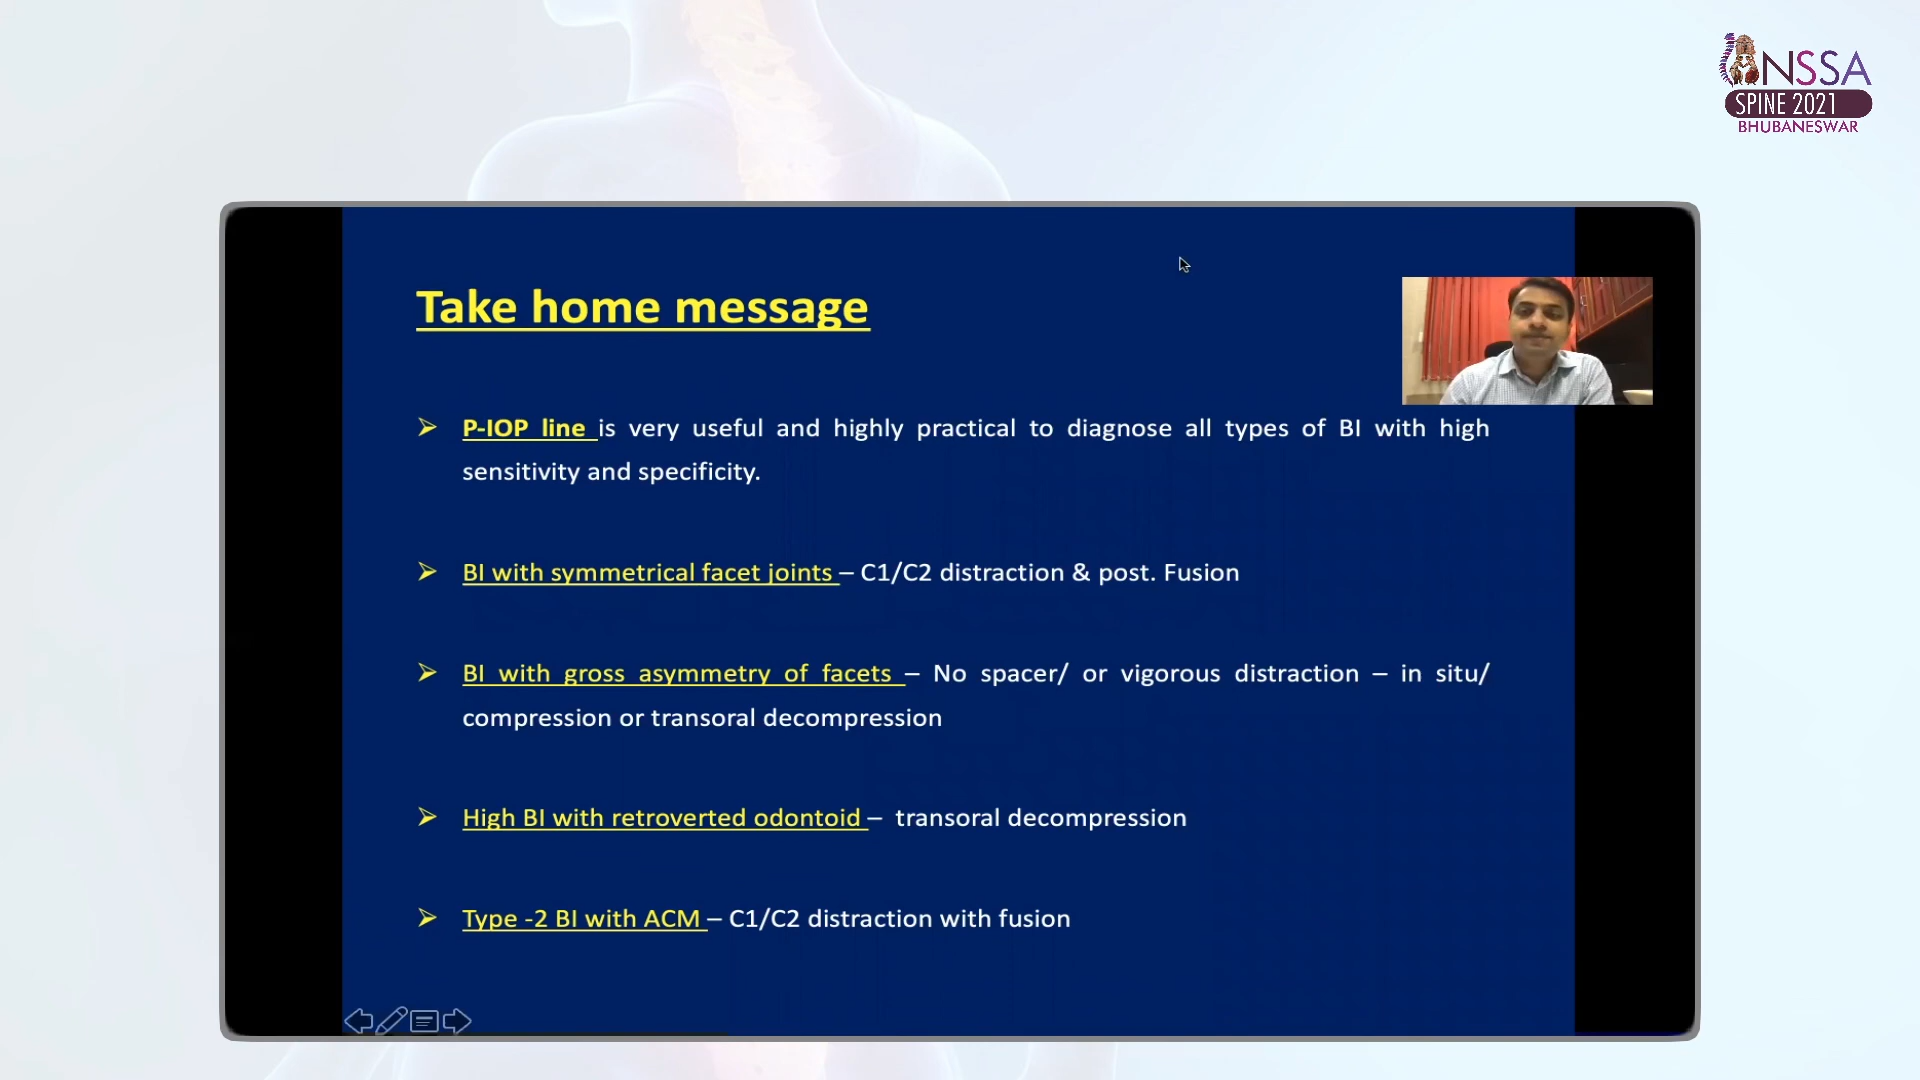 NSSA
SPINE 2021
BHUBANESWAR
Take home message
➢ P-IOP line is very useful and highly practical to diagnose all types of BI with high
sensitivity and specificity.
➢ BI with symmetrical facet joints – C1/C2 distraction & post. Fusion
➢ BI with gross asymmetry of facets – No spacer/ or vigorous distraction – in situ/
compression or transoral decompression
➢ High BI with retroverted odontoid – transoral decompression
➢ Type -2 BI with ACM – C1/C2 distraction with fusion